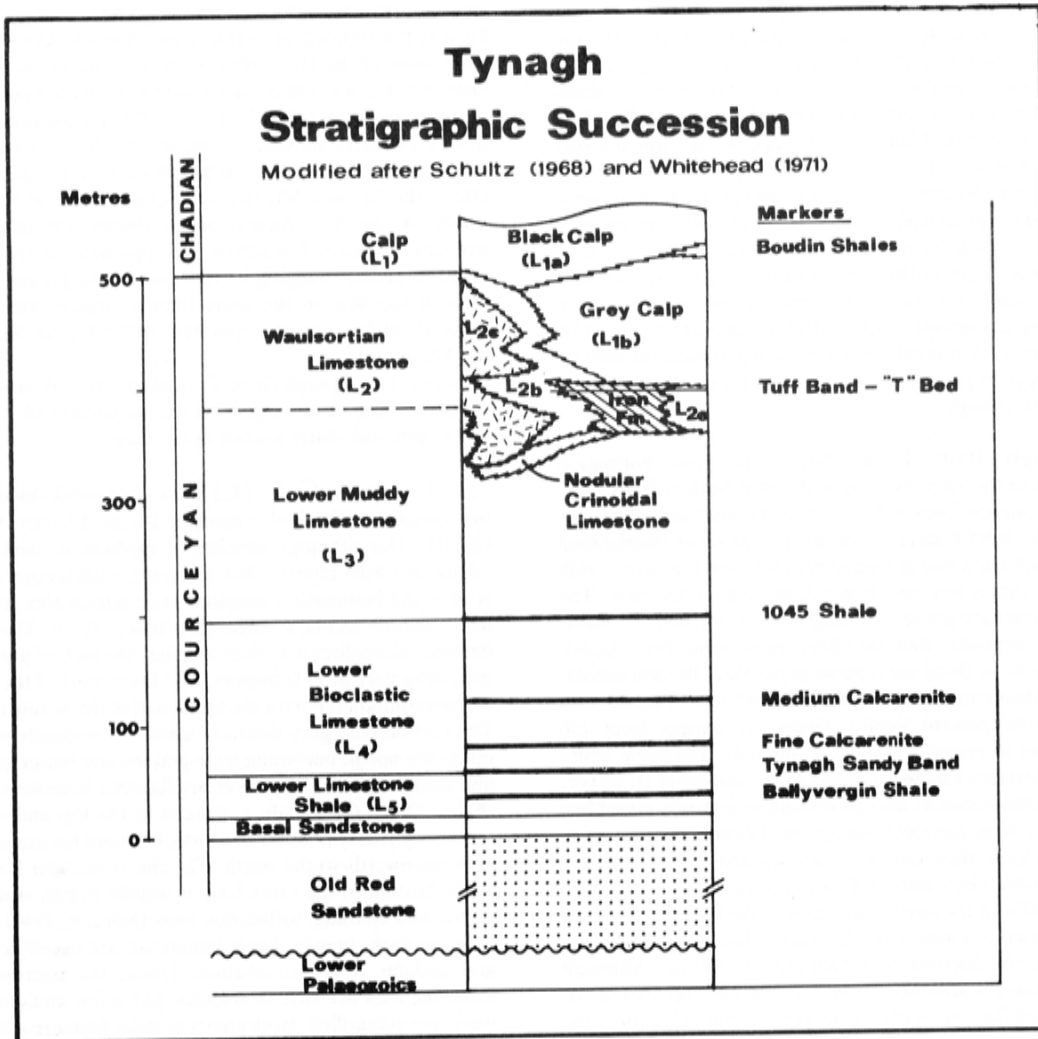 Tynagh
Stratigraphic Succession
Modified after Schultz (1968) and Whitehead (1971)
Metres
CHADIAN
COURCEYAN
500
300
100
0
Calp
(L1)
Waulsortian
Limestone
(L2)
Lower Muddy
Limestone
(L3)
Lower
Bioclastic
Limestone
(L4)
Lower Limestone
Shale (L5)
Basal Sandstones
Old Red
Sandstone
Lower
Palaeozoics
Black Calp
(L1a)
Grey Calp
(L1b)
L2c
L2b
Iron
Fm.
L2a
Nodular
Crinoidal
Limestone
Markers
Boudin Shales
Tuff Band – "T" Bed
1045 Shale
Medium Calcarenite
Fine Calcarenite
Tynagh Sandy Band
Ballyvergin Shale